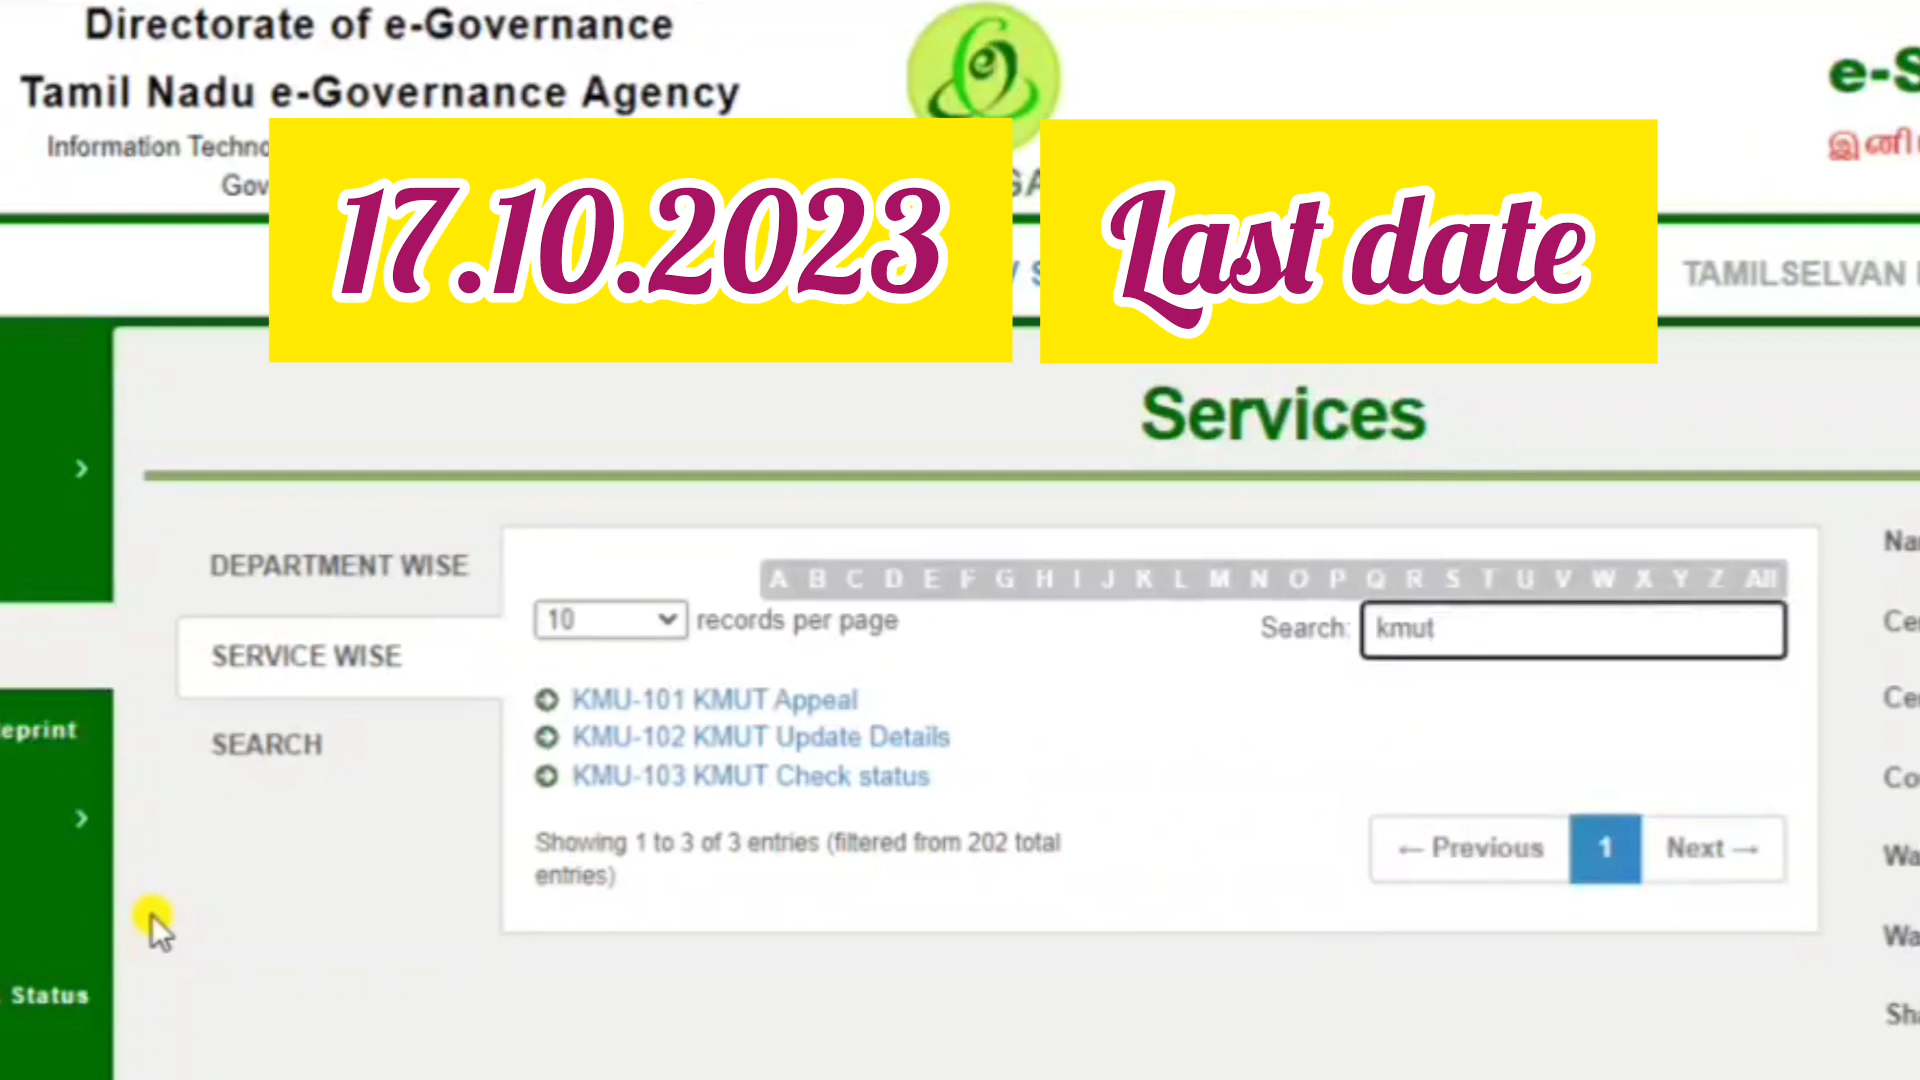 Directorate of e-Governance
Tamil Nadu e-Governance Agency
Information
17.10.2023
Last date
TAMILSELVAN
Services
DEPARTMENT WISE
SERVICE WISE
SEARCH
A B C D E F G H I J K L M N O P Q R S T U V W X Y Z All
10 records per page
Search: kmut
KMU-101 KMUT Appeal
KMU-102 KMUT Update Details
KMU-103 KMUT Check status
Showing 1 to 3 of 3 entries (filtered from 202 total
entries)
← Previous 1 Next →
eprint
Status